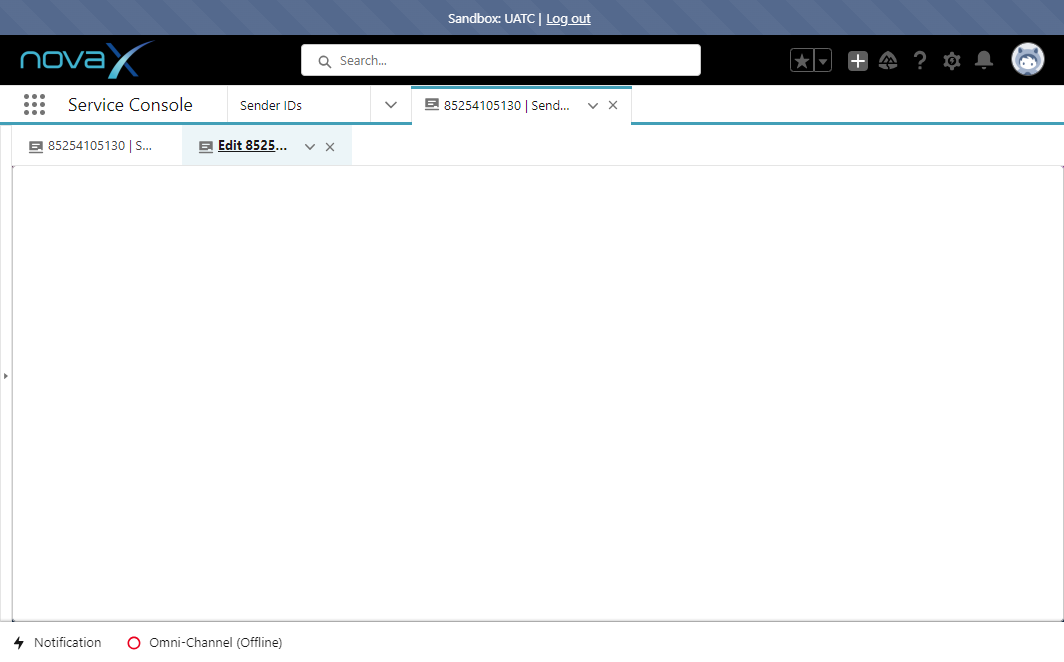 Sandbox: UATC | Log out
novaX
Search...
Service Console
Sender IDs
85254105130 | Send...
85254105130 | S...
Edit 8525...
Notification
Omni-Channel (Offline)